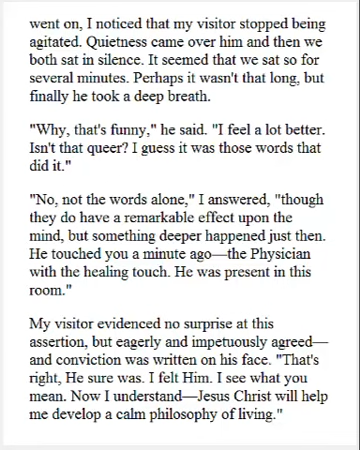 went on, I noticed that my visitor stopped being
agitated. Quietness came over him and then we
both sat in silence. It seemed that we sat so for
several minutes. Perhaps it wasn't that long, but
finally he took a deep breath.
"Why, that's funny," he said. "I feel a lot better.
Isn't that queer? I guess it was those words that
did it."
"No, not the words alone," I answered, "though
they do have a remarkable effect upon the
mind, but something deeper happened just then.
He touched you a minute ago—the Physician
with the healing touch. He was present in this
room."
My visitor evidenced no surprise at this
assertion, but eagerly and impetuously agreed—
and conviction was written on his face. "That's
right, He sure was. I felt Him. I see what you
mean. Now I understand—Jesus Christ will help
me develop a calm philosophy of living."